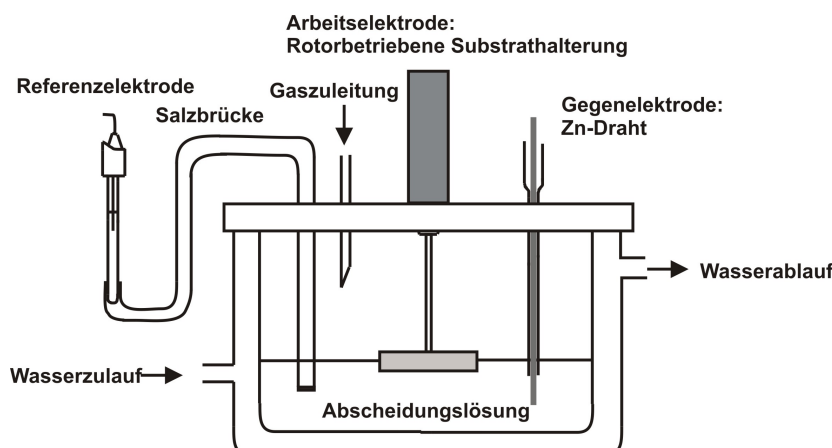 Arbeitselektrode:
Rotorbetriebene Substrathalterung
Referenzelektrode
Salzbrücke
Gaszuleitung
Gegenelektrode:
Zn-Draht
Wasserablauf
Wasserzulauf
Abscheidungslösung